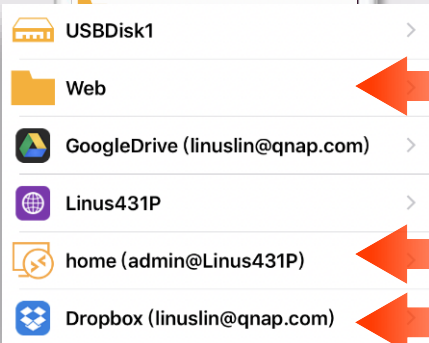 USBDisk1
Web
GoogleDrive (linuslin@qnap.com)
Linus431P
home (admin@Linus431P)
Dropbox (linuslin@qnap.com)